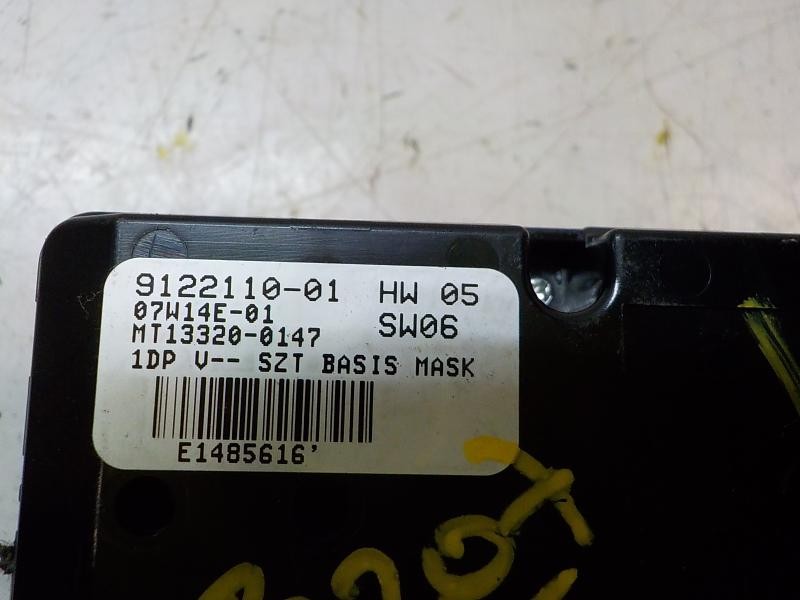 9122110-01 HW 05
07W14E-01 SW06
MT13320-0147
1DP V-- SZT BASIS MASK
E1485616'